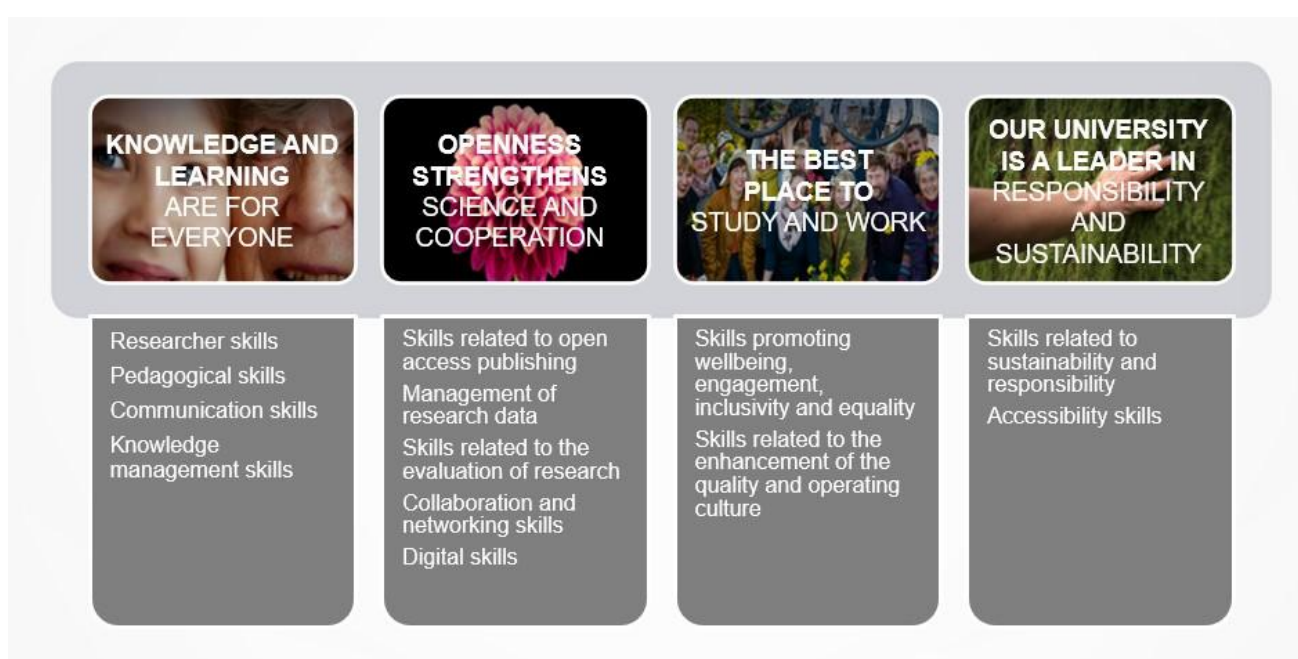 KNOWLEDGE AND
LEARNING
ARE FOR
EVERYONE
Researcher skills
Pedagogical skills
Communication skills
Knowledge
management skills
OPENNESS
STRENGTHENS
SCIENCE AND
COOPERATION
Skills related to open
access publishing
Management of
research data
Skills related to the
evaluation of research
Collaboration and
networking skills
Digital skills
THE BEST
PLACE TO
STUDY AND WORK
Skills promoting
wellbeing,
engagement,
inclusivity and equality
Skills related to the
enhancement of the
quality and operating
culture
OUR UNIVERSITY
IS A LEADER IN
RESPONSIBILITY
AND
SUSTAINABILITY
Skills related to
sustainability and
responsibility
Accessibility skills